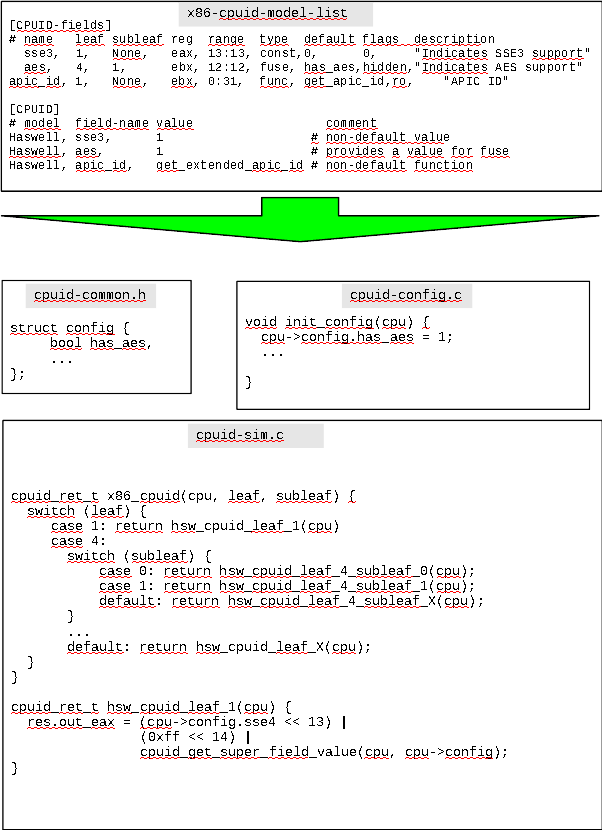 x86-cpuid-model-list
[CPUID-fields]
# name leaf subleaf reg range type default flags description
sse3, 1 None, eax, 13:13, const,0, 0, "Indicates SSE3 support"
aes, 4, 1, ebx, 12:12, fuse, has_aes,hidden,"Indicates AES support"
apic_id, 1, None, ebx, 0:31, func, get_apic_id,ro, "APIC ID"
[CPUID]
# model field-name value comment
Haswell, sse3, 1 # non-default value
Haswell, aes, 1 # provides a value for fuse
Haswell, apic_id, get_extended_apic_id # non-default function
cpuid-common.h
struct config {
bool has_aes,
...
};
cpuid-config.c
void init_config(cpu) {
cpu->config.has_aes = 1;
...
}
cpuid-sim.c
cpuid_ret_t x86_cpuid(cpu, leaf, subleaf) {
switch (leaf) {
case 1: return hsw_cpuid_leaf_1(cpu)
case 4:
switch (subleaf) {
case 0: return hsw_cpuid_leaf_4_subleaf_0(cpu);
case 1: return hsw_cpuid_leaf_4_subleaf_1(cpu);
default: return hsw_cpuid_leaf_4_subleaf_X(cpu);
}
...
default: return hsw_cpuid_leaf_X(cpu);
}
}
cpuid_ret_t hsw_cpuid_leaf_1(cpu) {
res.out_eax = (cpu->config.sse4 << 13) |
(0xff << 14) |
cpuid_get_super_field_value(cpu, cpu->config);
}